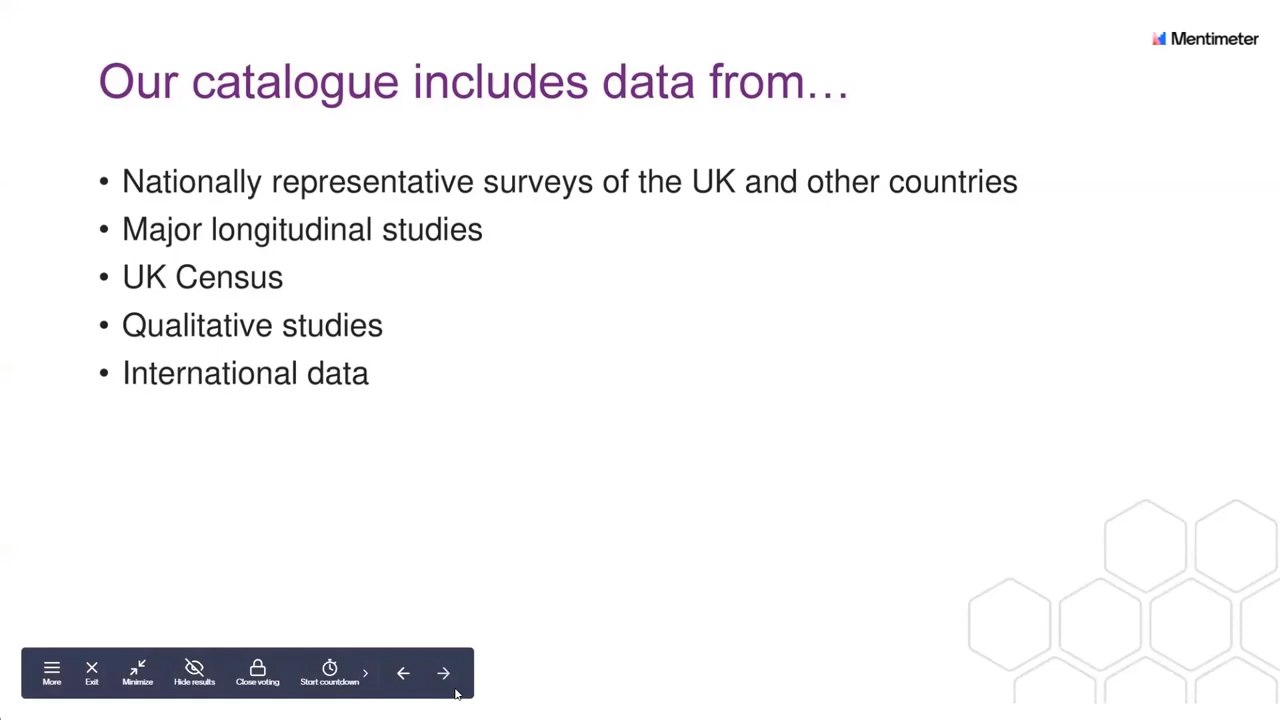 Mentimeter
Our catalogue includes data from…
• Nationally representative surveys of the UK and other countries
• Major longitudinal studies
• UK Census
• Qualitative studies
• International data
More Exit Minimize Hide results Close voting Start countdown